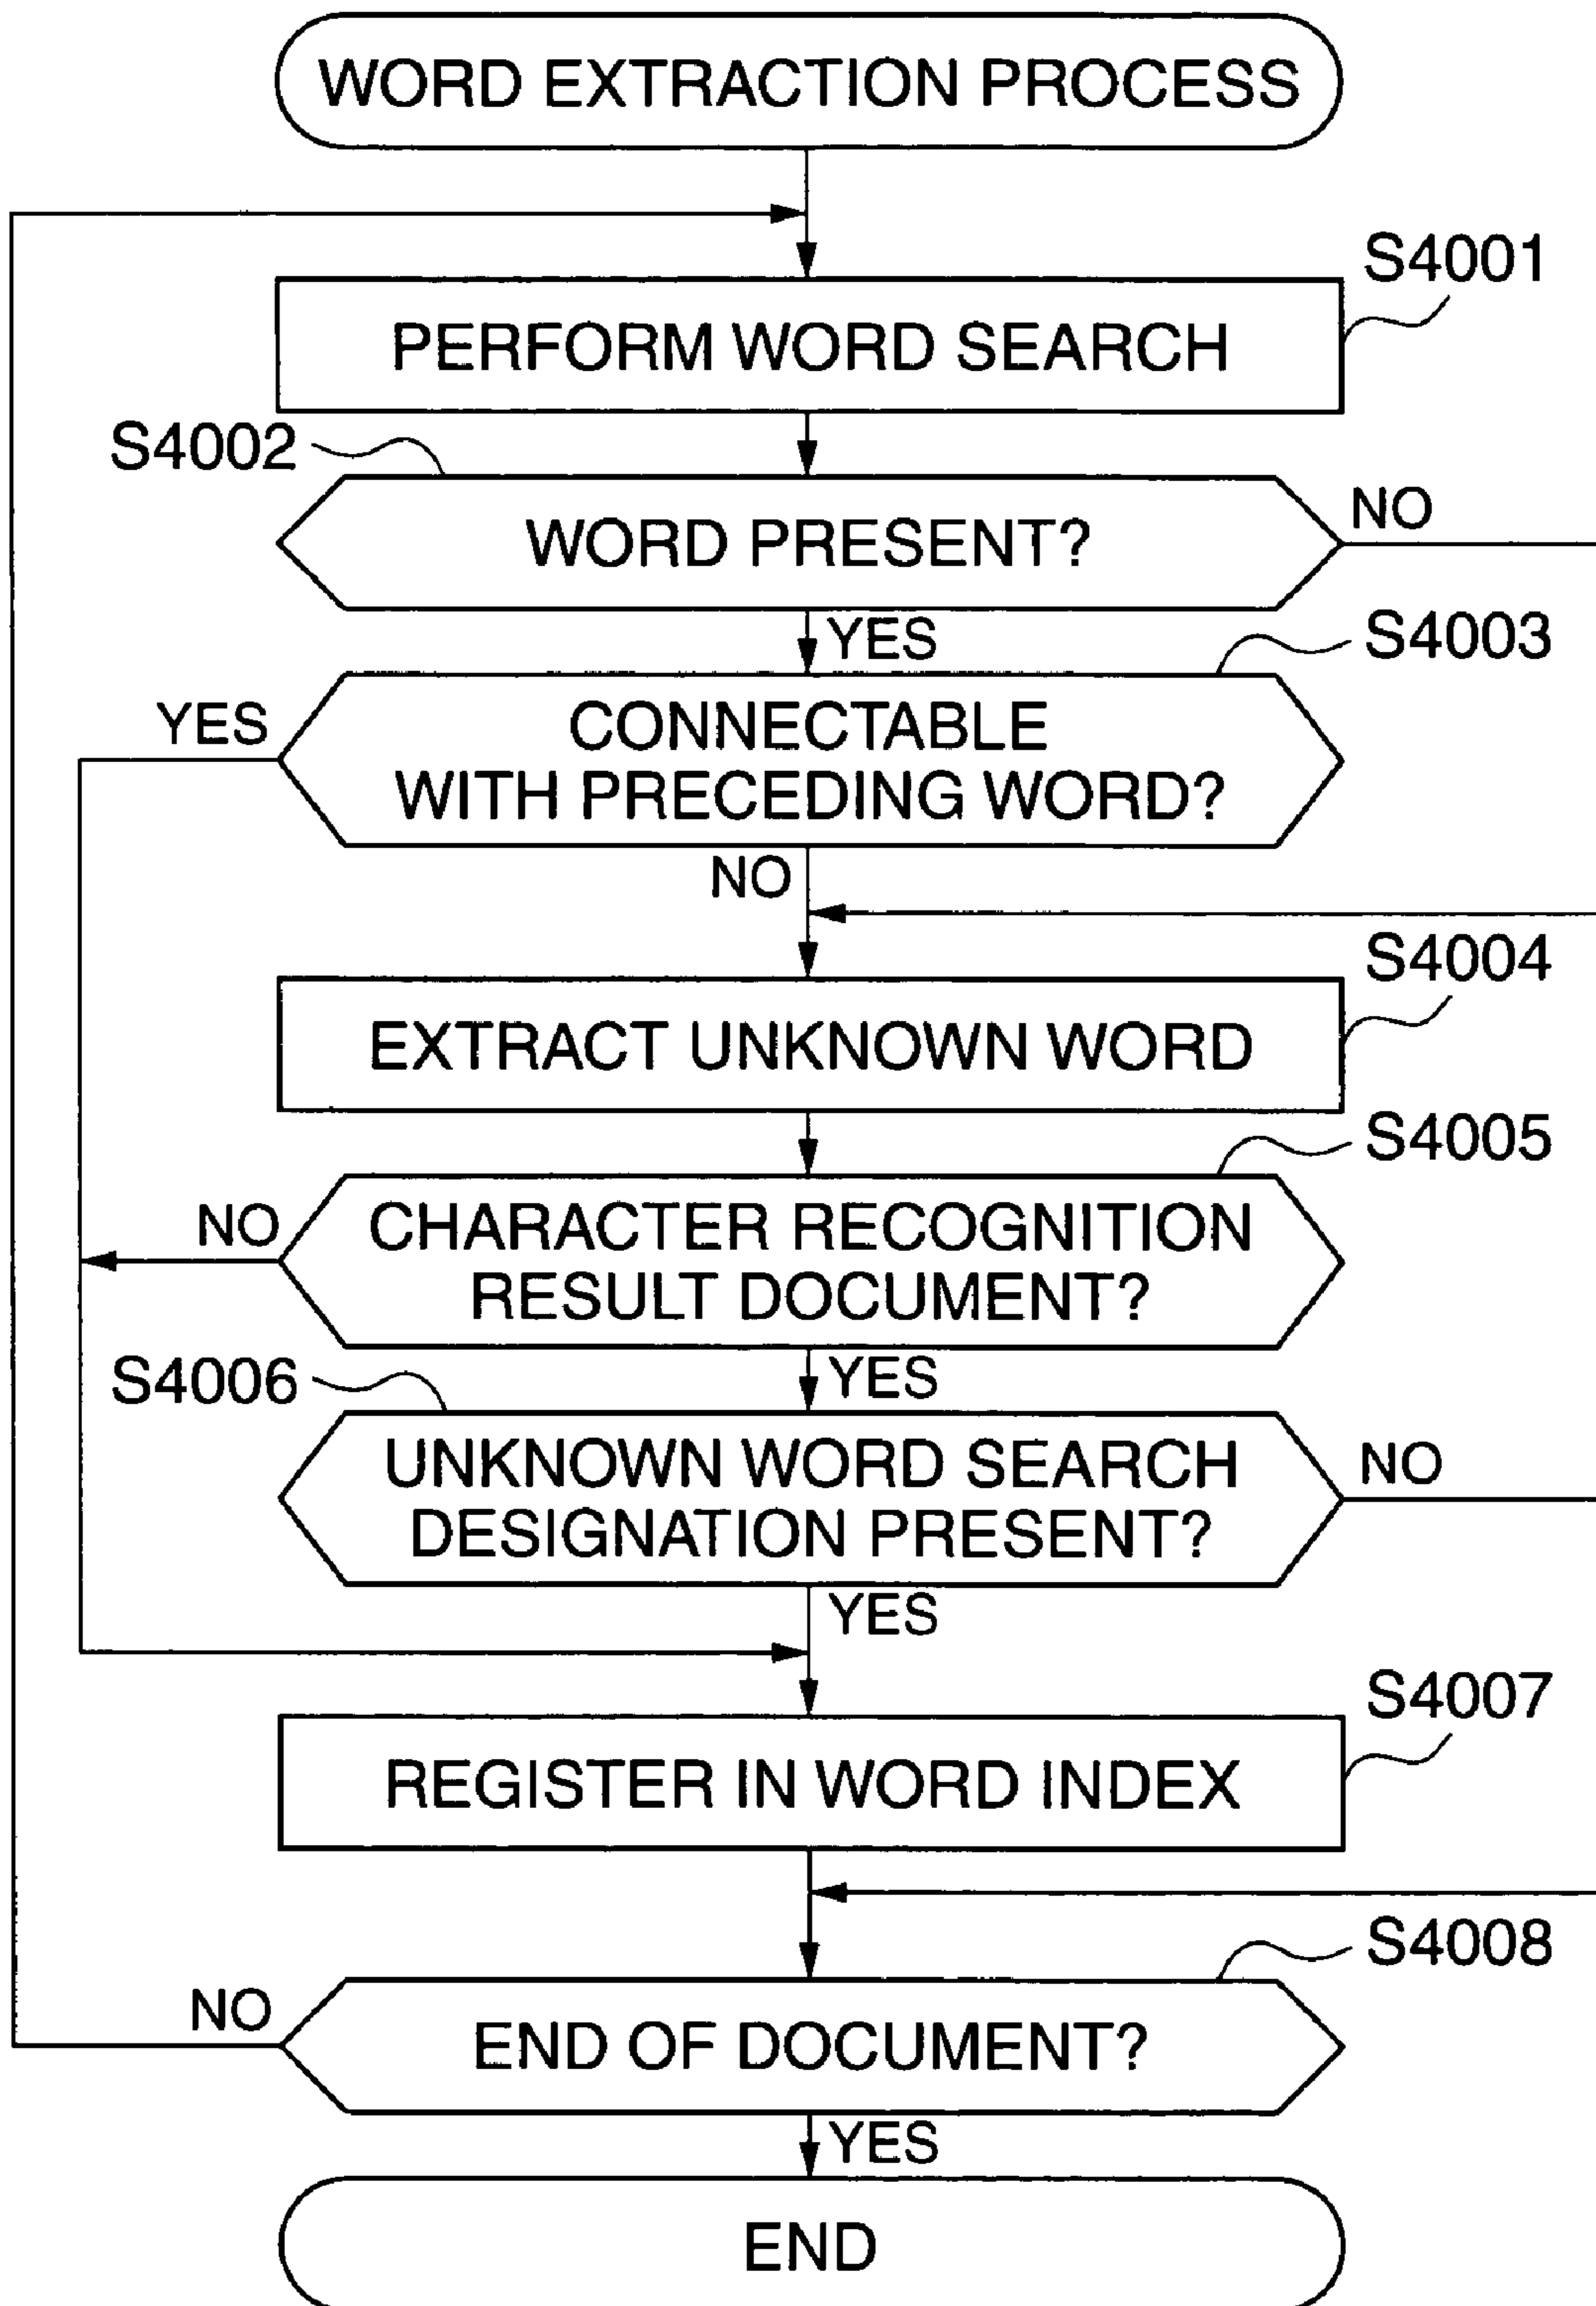 WORD EXTRACTION PROCESS
S4001
PERFORM WORD SEARCH
S4002
NO
WORD PRESENT?
YES
S4003
YES
CONNECTABLE
WITH PRECEDING WORD?
NO
S4004
EXTRACT UNKNOWN WORD
S4005
NO
CHARACTER RECOGNITION
RESULT DOCUMENT?
YES
S4006
UNKNOWN WORD SEARCH
DESIGNATION PRESENT?
NO
YES
S4007
REGISTER IN WORD INDEX
S4008
NO
END OF DOCUMENT?
YES
END